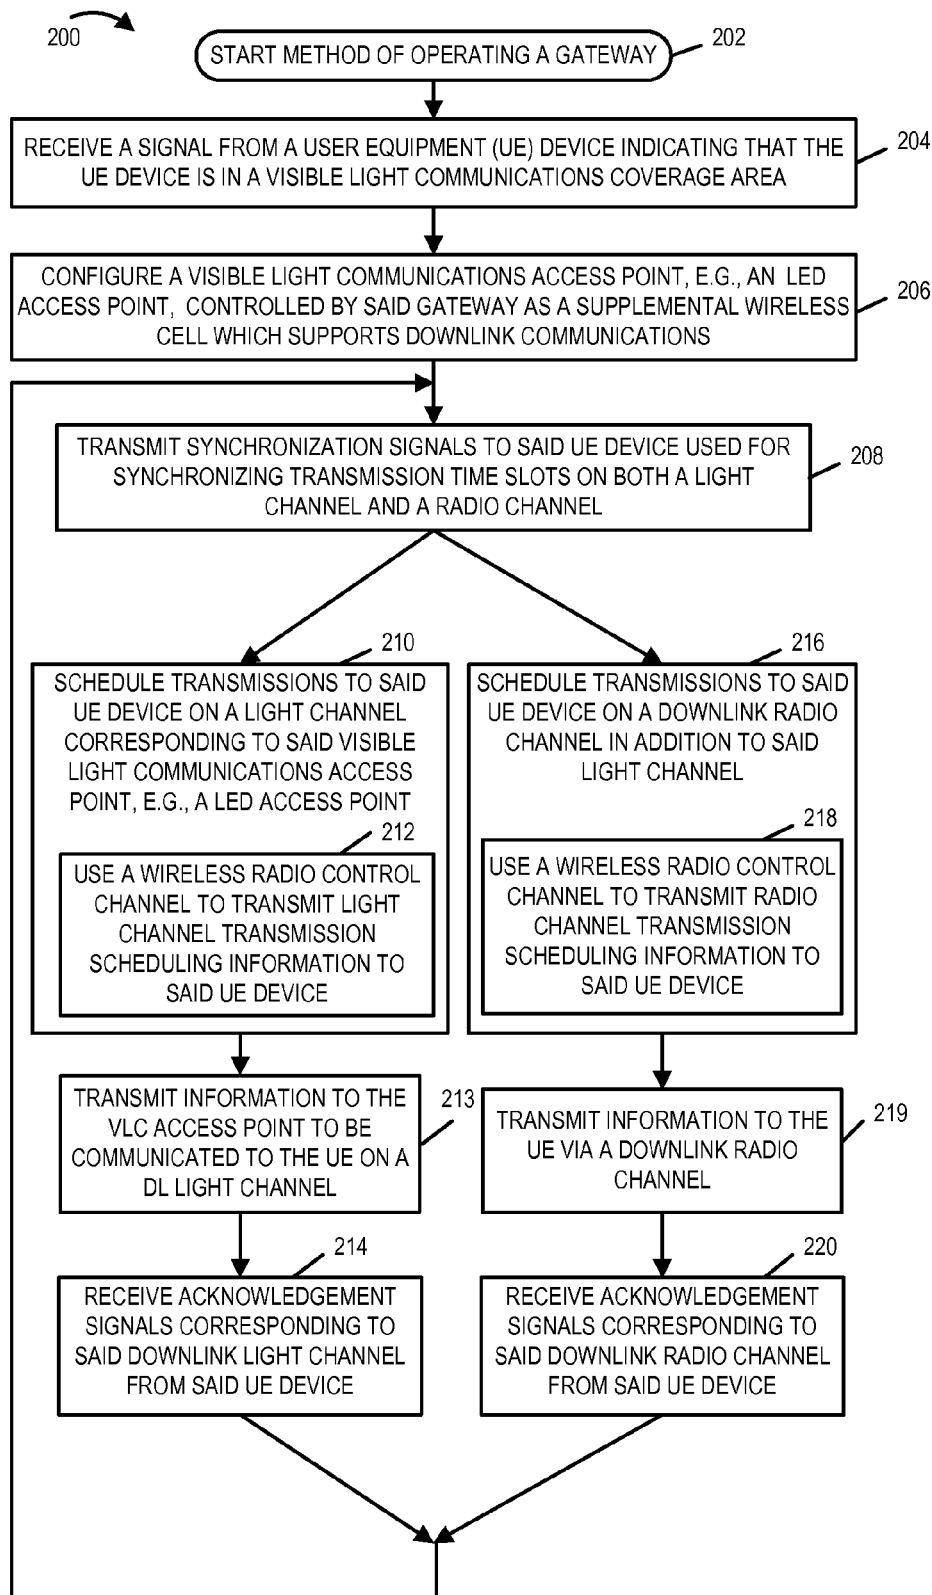 200
START METHOD OF OPERATING A GATEWAY
202
RECEIVE A SIGNAL FROM A USER EQUIPMENT (UE) DEVICE INDICATING THAT THE
UE DEVICE IS IN A VISIBLE LIGHT COMMUNICATIONS COVERAGE AREA
204
CONFIGURE A VISIBLE LIGHT COMMUNICATIONS ACCESS POINT, E.G., AN LED
ACCESS POINT, CONTROLLED BY SAID GATEWAY AS A SUPPLEMENTAL WIRELESS
CELL WHICH SUPPORTS DOWNLINK COMMUNICATIONS
206
TRANSMIT SYNCHRONIZATION SIGNALS TO SAID UE DEVICE USED FOR
SYNCHRONIZING TRANSMISSION TIME SLOTS ON BOTH A LIGHT
CHANNEL AND A RADIO CHANNEL
208
210
SCHEDULE TRANSMISSIONS TO SAID
UE DEVICE ON A LIGHT CHANNEL
CORRESPONDING TO SAID VISIBLE
LIGHT COMMUNICATIONS ACCESS
POINT, E.G., A LED ACCESS POINT
212
USE A WIRELESS RADIO CONTROL
CHANNEL TO TRANSMIT LIGHT
CHANNEL TRANSMISSION
SCHEDULING INFORMATION TO
SAID UE DEVICE
TRANSMIT INFORMATION TO THE
VLC ACCESS POINT TO BE
COMMUNICATED TO THE UE ON A
DL LIGHT CHANNEL
213
214
RECEIVE ACKNOWLEDGEMENT
SIGNALS CORRESPONDING TO
SAID DOWNLINK LIGHT CHANNEL
FROM SAID UE DEVICE
216
SCHEDULE TRANSMISSIONS TO SAID
UE DEVICE ON A DOWNLINK RADIO
CHANNEL IN ADDITION TO SAID
LIGHT CHANNEL
218
USE A WIRELESS RADIO CONTROL
CHANNEL TO TRANSMIT RADIO
CHANNEL TRANSMISSION
SCHEDULING INFORMATION TO
SAID UE DEVICE
TRANSMIT INFORMATION TO THE
UE VIA A DOWNLINK RADIO
CHANNEL
219
220
RECEIVE ACKNOWLEDGEMENT
SIGNALS CORRESPONDING TO
SAID DOWNLINK RADIO CHANNEL
FROM SAID UE DEVICE